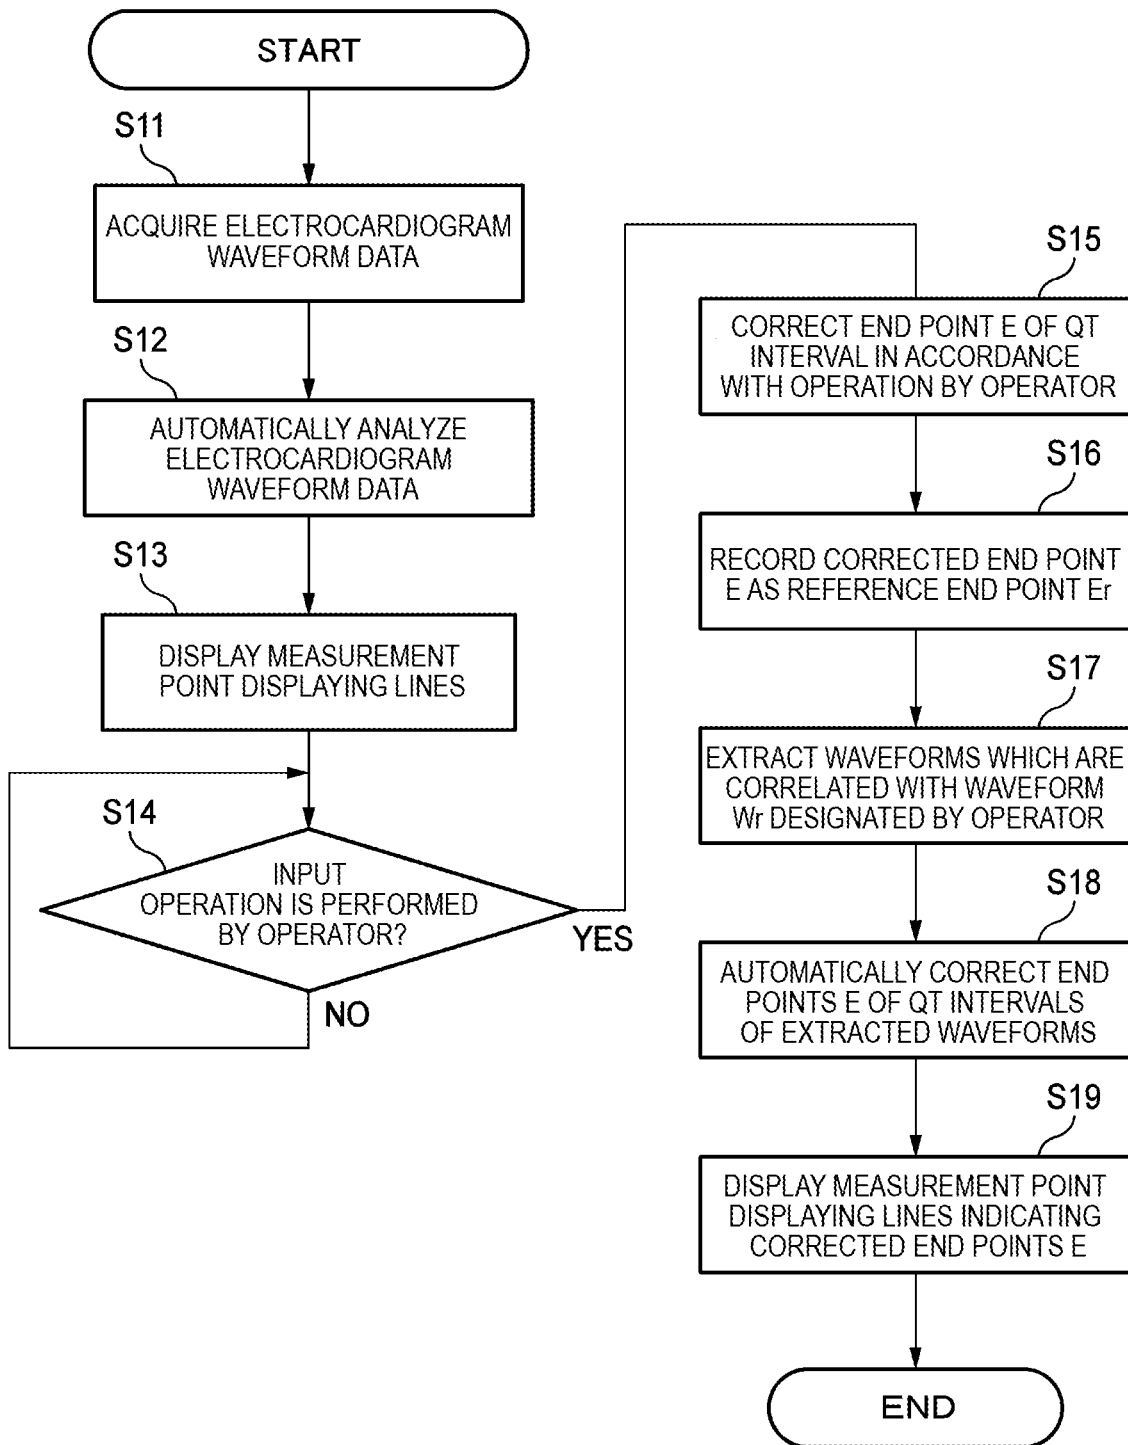 START
S11
ACQUIRE ELECTROCARDIOGRAM
WAVEFORM DATA
S12
AUTOMATICALLY ANALYZE
ELECTROCARDIOGRAM
WAVEFORM DATA
S13
DISPLAY MEASUREMENT
POINT DISPLAYING LINES
S14
INPUT
OPERATION IS PERFORMED
BY OPERATOR?
YES
NO
S15
CORRECT END POINT E OF QT
INTERVAL IN ACCORDANCE
WITH OPERATION BY OPERATOR
S16
RECORD CORRECTED END POINT
E AS REFERENCE END POINT Er
S17
EXTRACT WAVEFORMS WHICH ARE
CORRELATED WITH WAVEFORM
Wr DESIGNATED BY OPERATOR
S18
AUTOMATICALLY CORRECT END
POINTS E OF QT INTERVALS
OF EXTRACTED WAVEFORMS
S19
DISPLAY MEASUREMENT POINT
DISPLAYING LINES INDICATING
CORRECTED END POINTS E
END